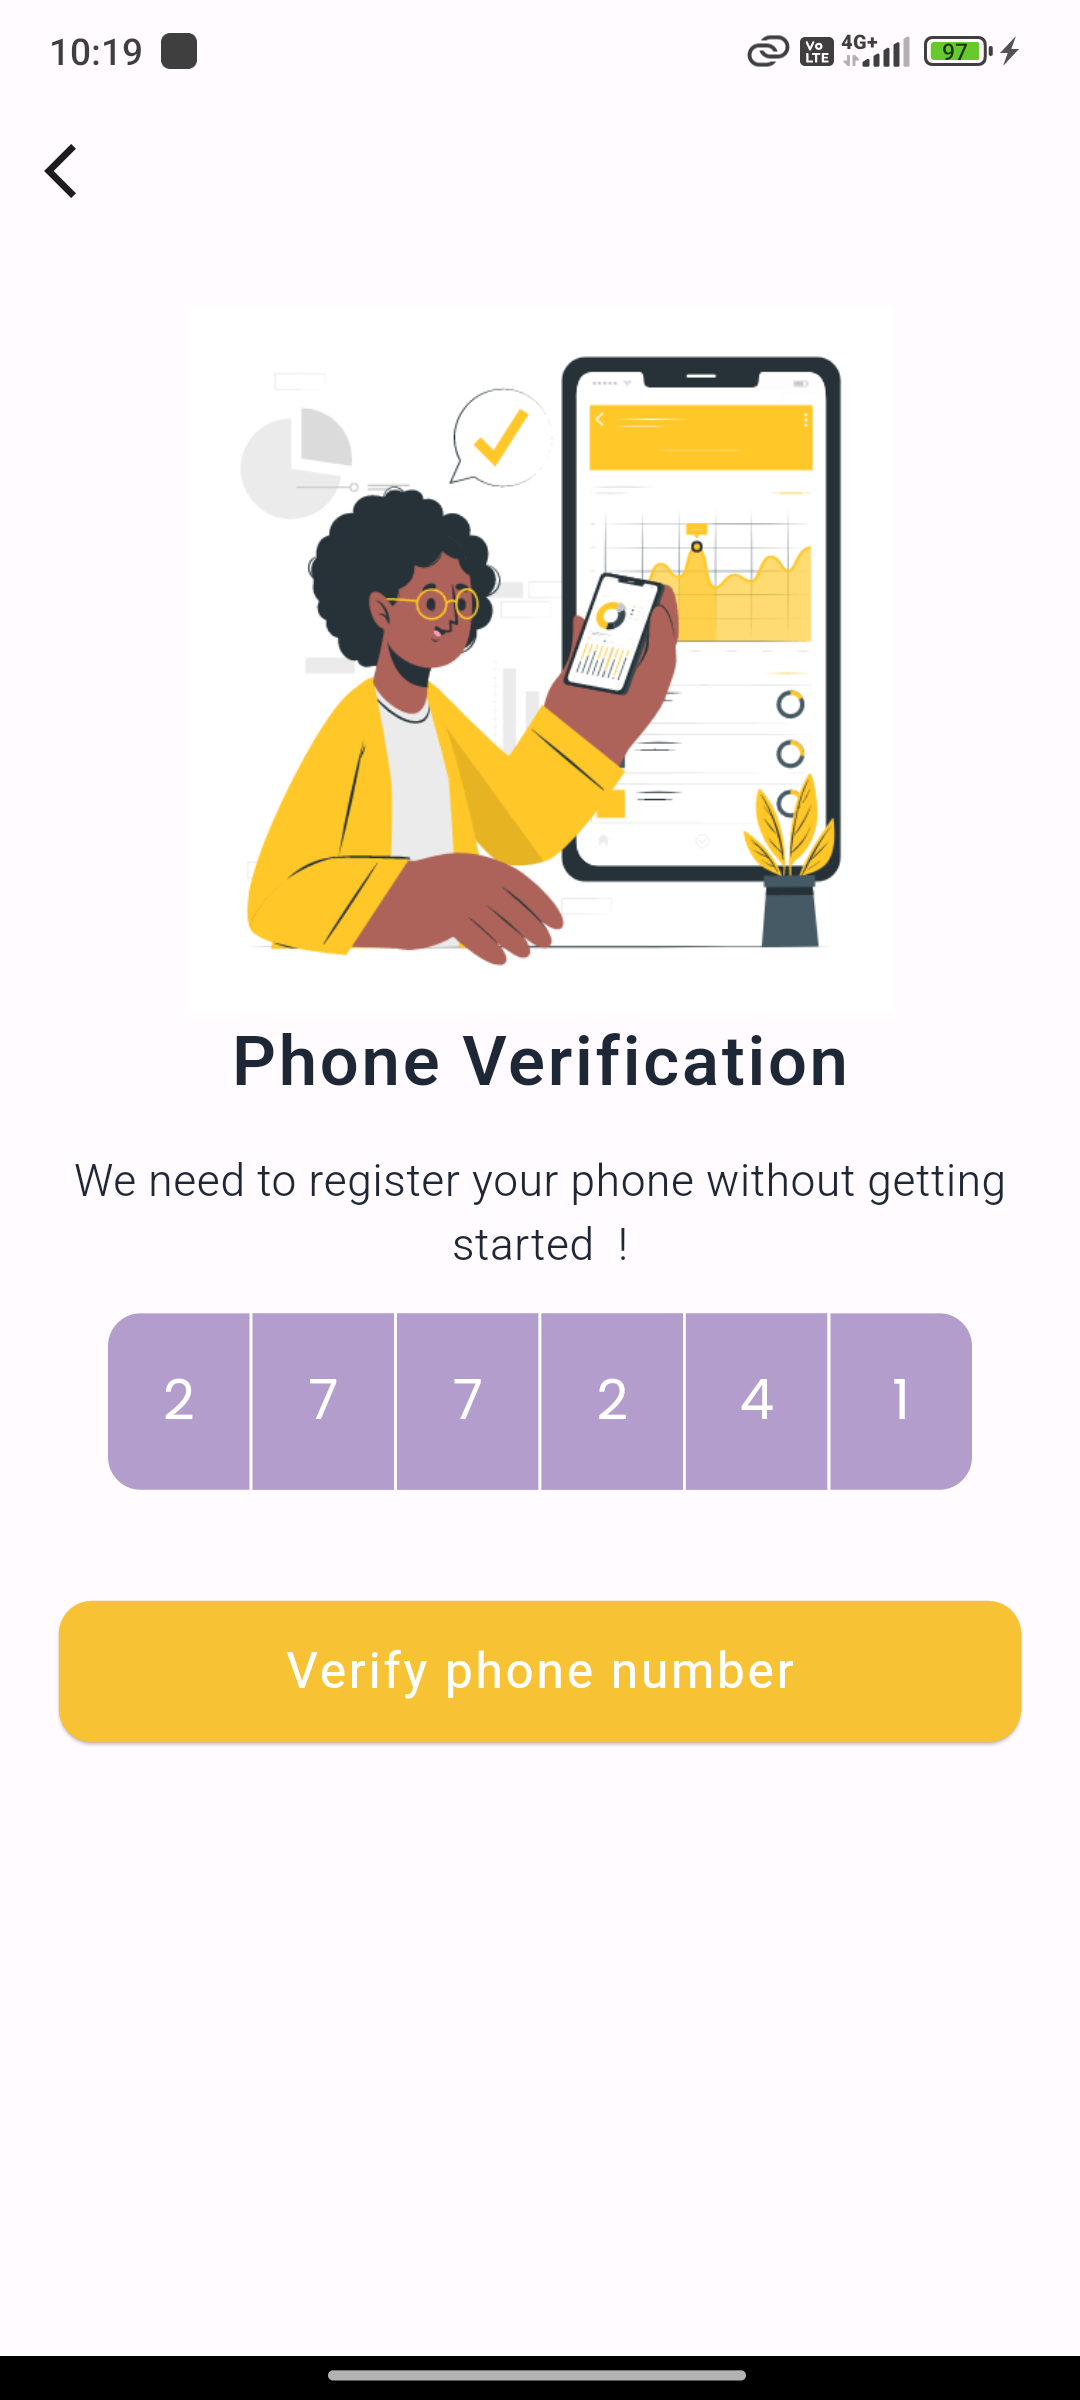 10:19 Vo LTE 4G+ 97
Phone Verification
We need to register your phone without getting
started !
2 7 7 2 4 1
Verify phone number